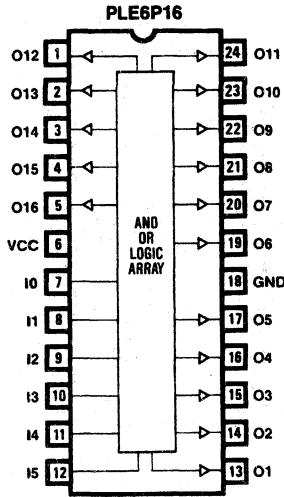 PLE6P16
O12 1 24 O11
O13 2 23 O10
O14 3 22 O9
O15 4 21 O8
O16 5 20 O7
VCC 6 19 O6
I0 7 18 GND
I1 8 17 O5
I2 9 16 O4
I3 10 15 O3
I4 11 14 O2
I5 12 13 O1
AND
OR
LOGIC
ARRAY